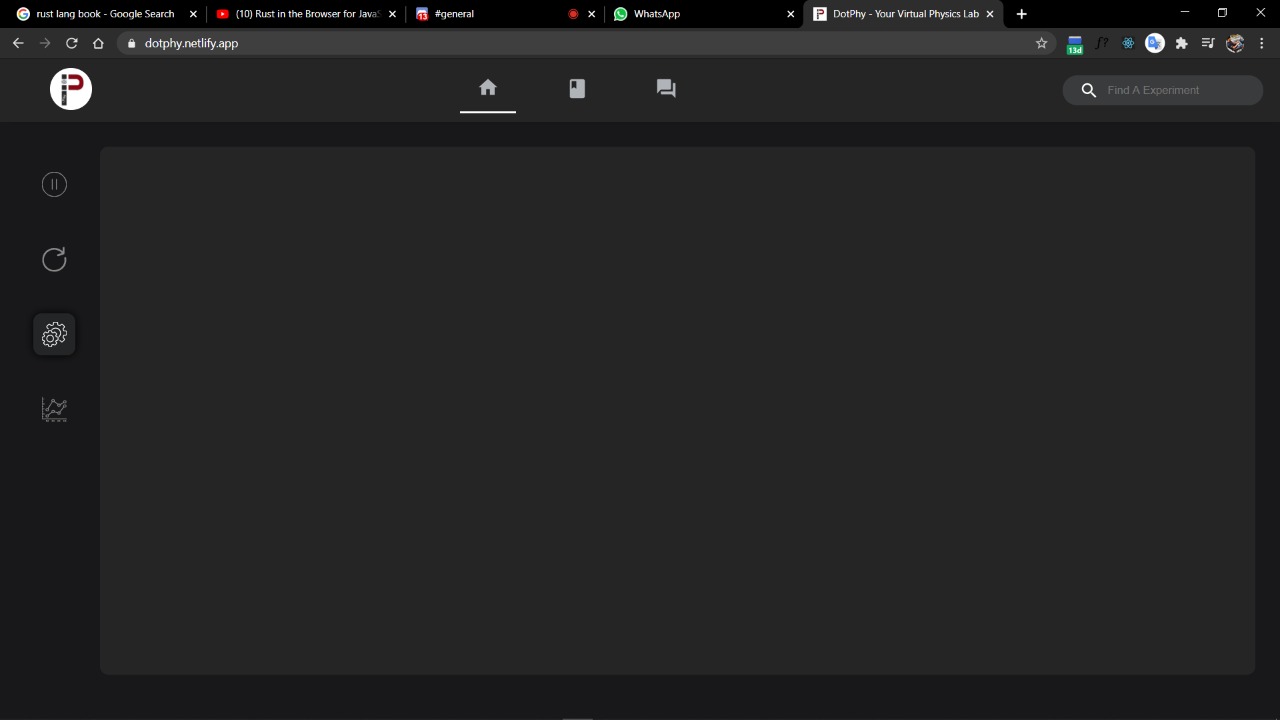 rust lang book - Google Search
(10) Rust in the Browser for JavaS
#general
WhatsApp
DotPhy - Your Virtual Physics Lab
dotphy.netlify.app
13d
Find A Experiment